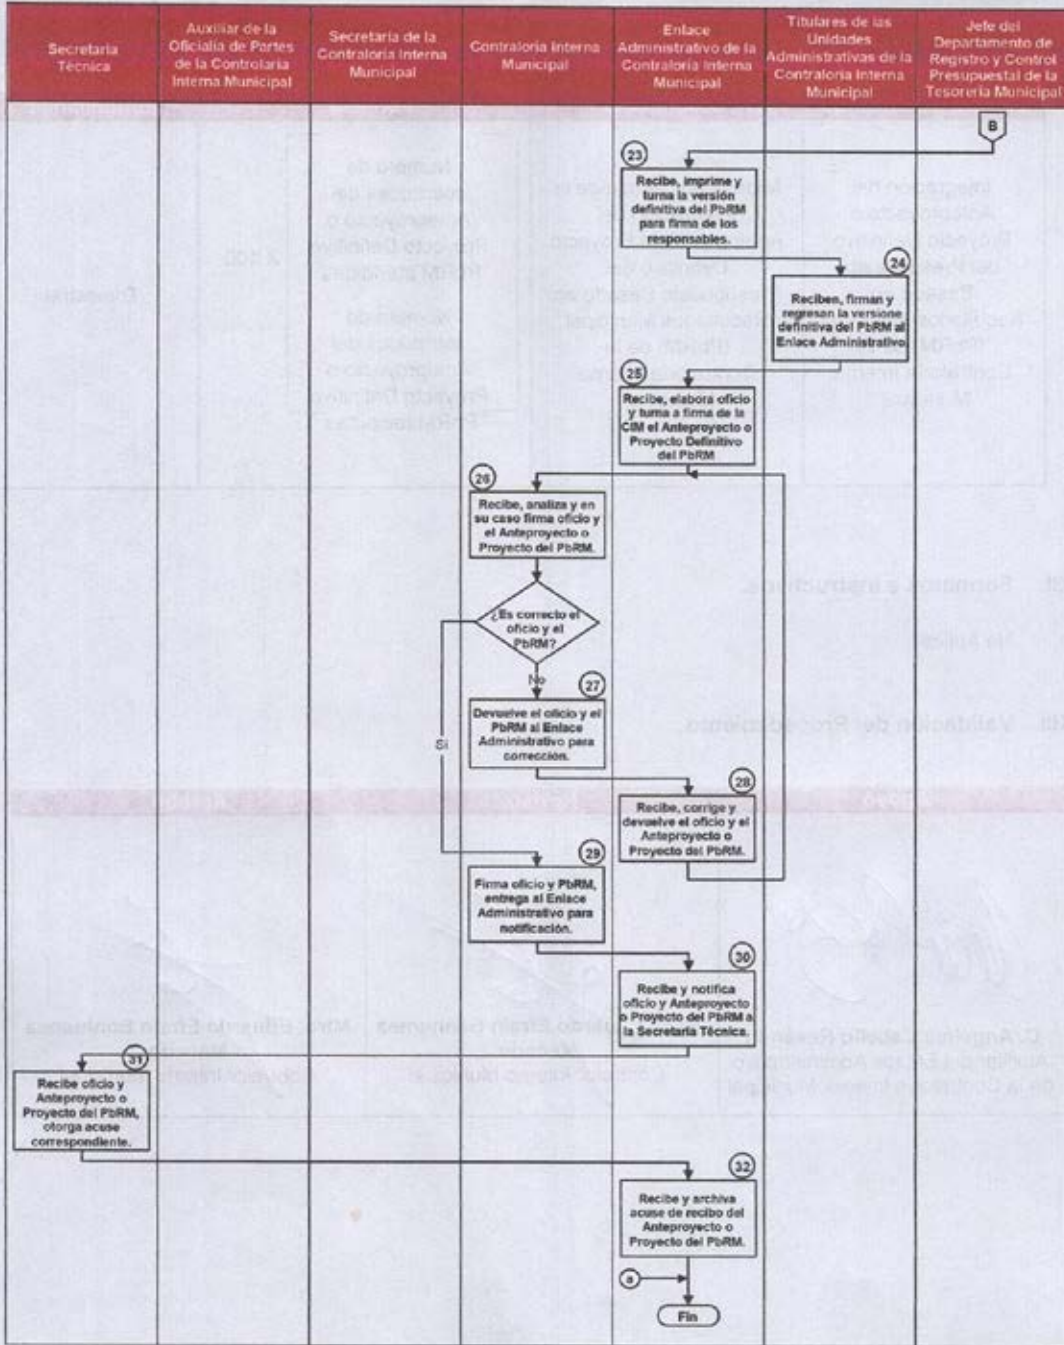 Secretaría
Técnica
Auxiliar de la
Oficialía de Partes
de la Controlaría
Interna Municipal
Secretaría de la
Contraloría Interna
Municipal
Contraloría Interna
Municipal
Enlace
Administrativo de la
Contraloría Interna
Municipal
Titulares de las
Unidades
Administrativas de la
Contraloría Interna
Municipal
Jefe del
Departamento de
Registro y Control
Presupuestal de la
Tesorería Municipal
B
23
Recibe, imprime y
turna la versión
definitiva del PbRM
para firma de los
responsables.
24
Reciben, firman y
regresan la versione
definitiva del PbRM al
Enlace Administrativo.
25
Recibe, elabora oficio
y turna a firma de la
CIM el Anteproyecto o
Proyecto Definitivo
del PbRM
26
Recibe, analiza y en
su caso firma oficio y
el Anteproyecto o
Proyecto del PbRM.
¿Es correcto el
oficio y el
PbRM?
No
Si
27
Devuelve el oficio y el
PbRM al Enlace
Administrativo para
corrección.
28
Recibe, corrige y
devuelve el oficio y el
Anteproyecto o
Proyecto del PbRM.
29
Firma oficio y PbRM,
entrega al Enlace
Administrativo para
notificación.
30
Recibe y notifica
oficio y Anteproyecto
o Proyecto del PbRM a
la Secretaría Técnica.
31
Recibe oficio y
Anteproyecto o
Proyecto del PbRM,
otorga acuse
correspondiente.
32
Recibe y archiva
acuse de recibo del
Anteproyecto o
Proyecto del PbRM.
a
Fin